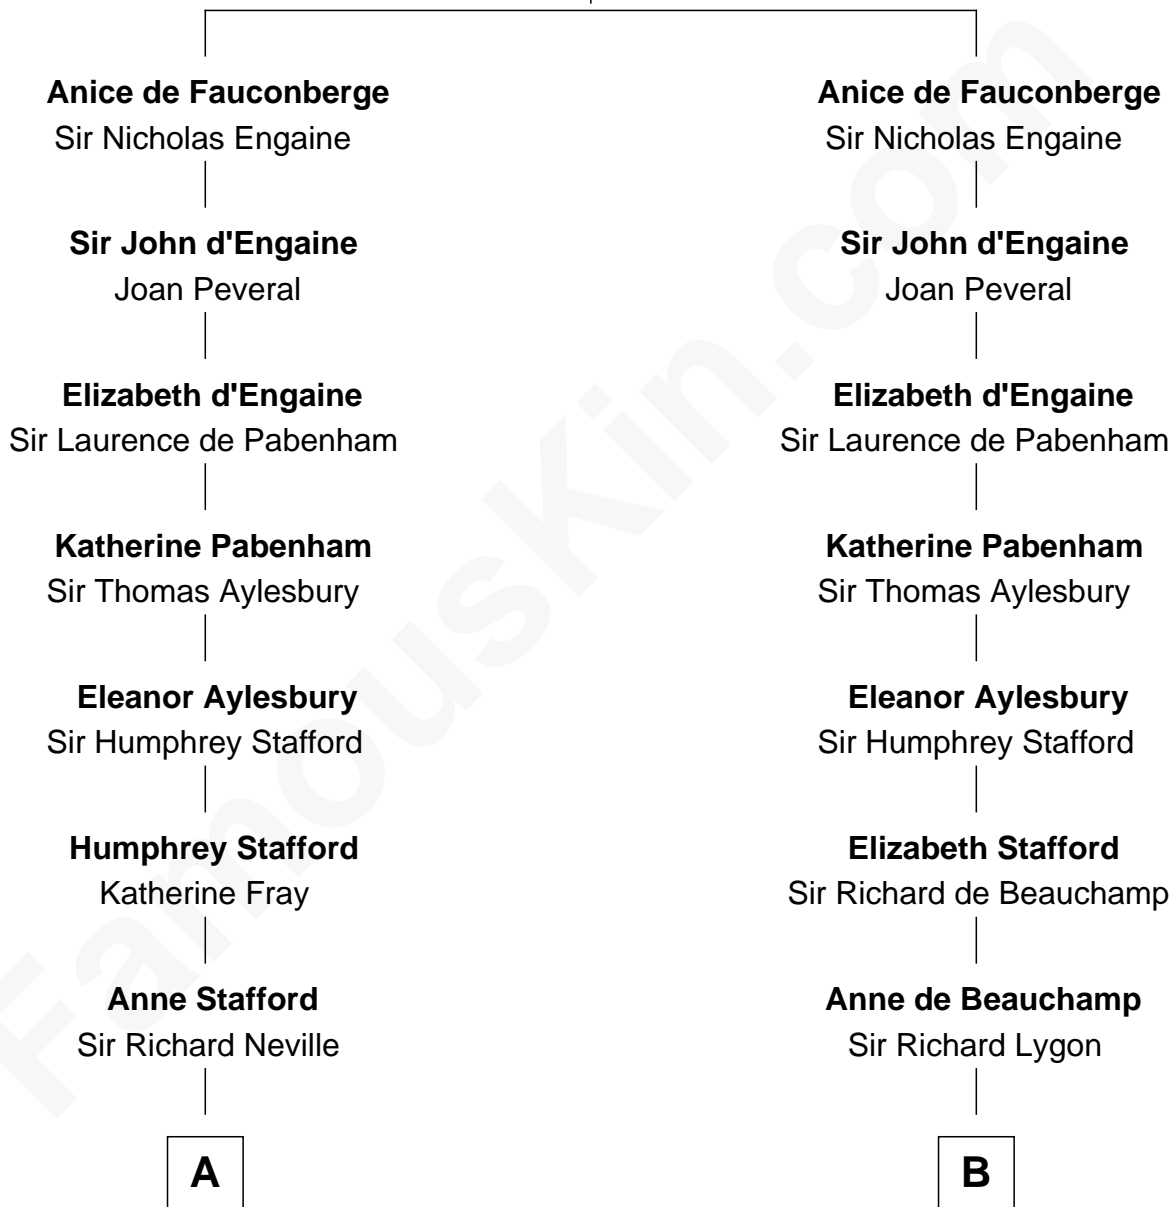 Anice de Fauconberge
Sir Nicholas Engaine
Sir John d'Engaine
Joan Peveral
Elizabeth d'Engaine
Sir Laurence de Pabenham
Katherine Pabenham
Sir Thomas Aylesbury
Eleanor Aylesbury
Sir Humphrey Stafford
Humphrey Stafford
Katherine Fray
Anne Stafford
Sir Richard Neville
A
Anice de Fauconberge
Sir Nicholas Engaine
Sir John d'Engaine
Joan Peveral
Elizabeth d'Engaine
Sir Laurence de Pabenham
Katherine Pabenham
Sir Thomas Aylesbury
Eleanor Aylesbury
Sir Humphrey Stafford
Elizabeth Stafford
Sir Richard de Beauchamp
Anne de Beauchamp
Sir Richard Lygon
B
FamousKin.com